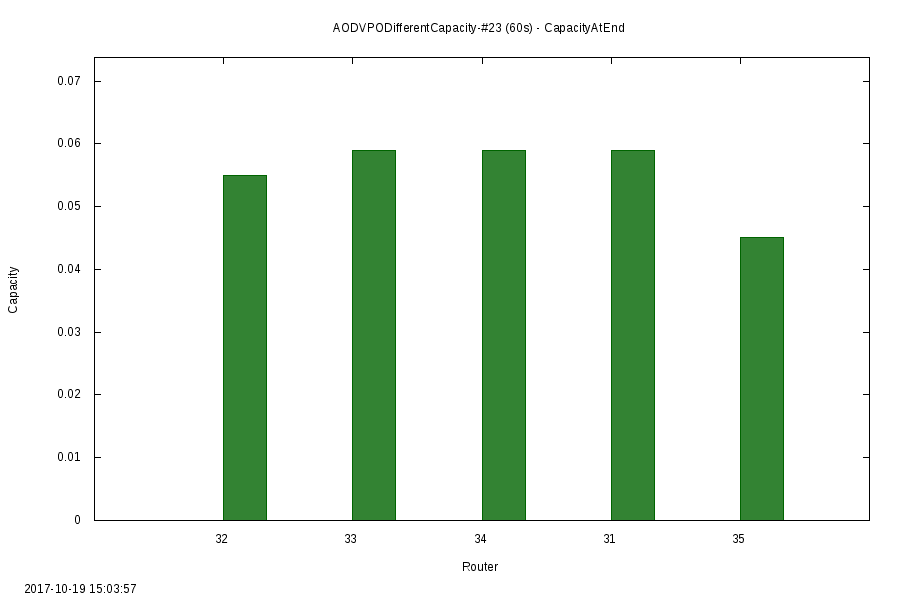 AODVPODifferentCapacity-#23 (60s) - CapacityAtEnd
0.07
0.06
0.05
0.04
0.03
0.02
0.01
0
Capacity
32 33 34 31 35
Router
2017-10-19 15:03:57